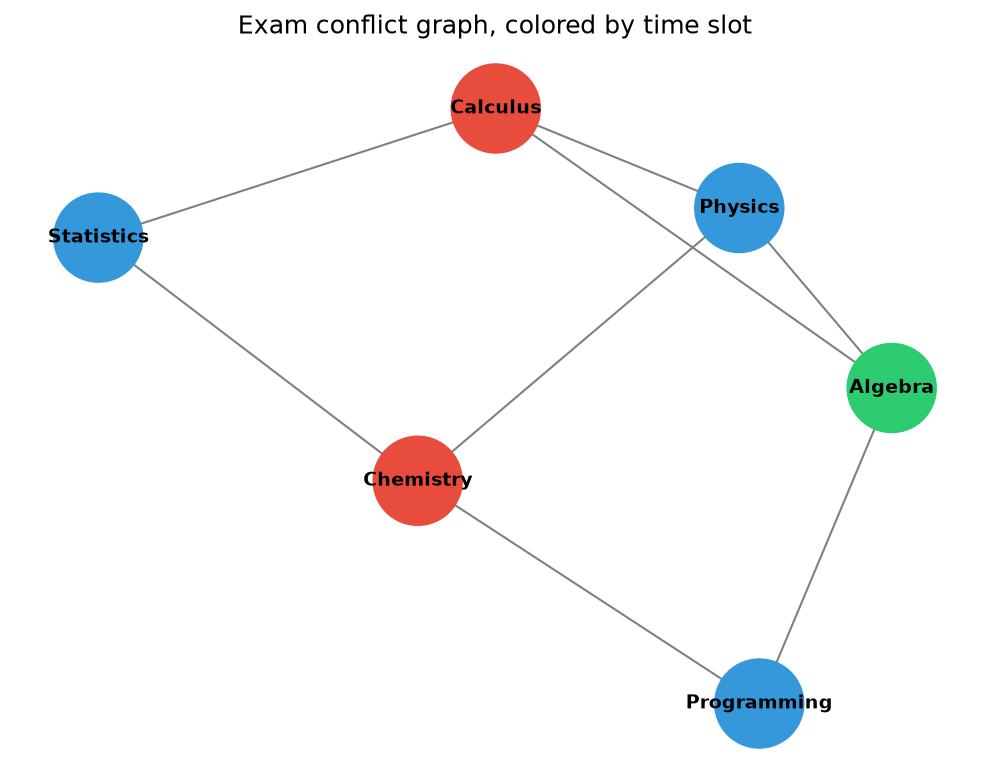 Exam conflict graph, colored by time slot
Calculus
Physics
Statistics
Algebra
Chemistry
Programming